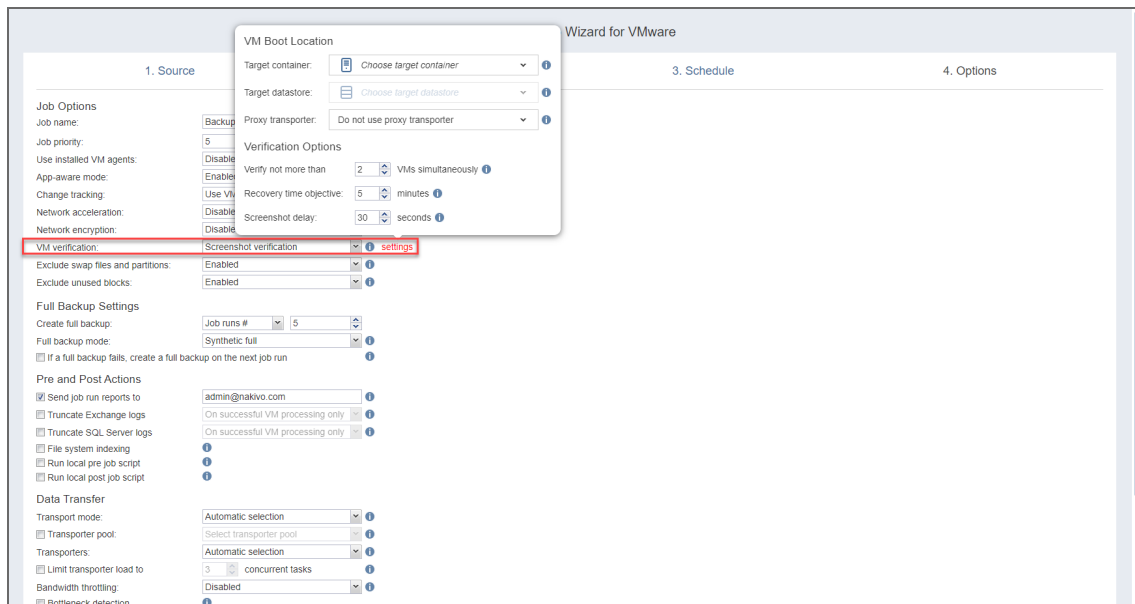 Wizard for VMware
1. Source
3. Schedule
4. Options
VM Boot Location
Target container: Choose target container
Target datastore: Choose target datastore
Proxy transporter: Do not use proxy transporter
Verification Options
Verify not more than 2 VMs simultaneously
Recovery time objective: 5 minutes
Screenshot delay: 30 seconds
Job Options
Job name: Backup
Job priority: 5
Use installed VM agents: Disable
App-aware mode: Enable
Change tracking: Use VM
Network acceleration: Disable
Network encryption: Disable
VM verification: Screenshot verification settings
Exclude swap files and partitions: Enabled
Exclude unused blocks: Enabled
Full Backup Settings
Create full backup: Job runs # 5
Full backup mode: Synthetic full
If a full backup fails, create a full backup on the next job run
Pre and Post Actions
Send job run reports to admin@nakivo.com
Truncate Exchange logs On successful VM processing only
Truncate SQL Server logs On successful VM processing only
File system indexing
Run local pre job script
Run local post job script
Data Transfer
Transport mode: Automatic selection
Transporter pool: Select transporter pool
Transporters: Automatic selection
Limit transporter load to 3 concurrent tasks
Bandwidth throttling: Disabled
Bottleneck detection